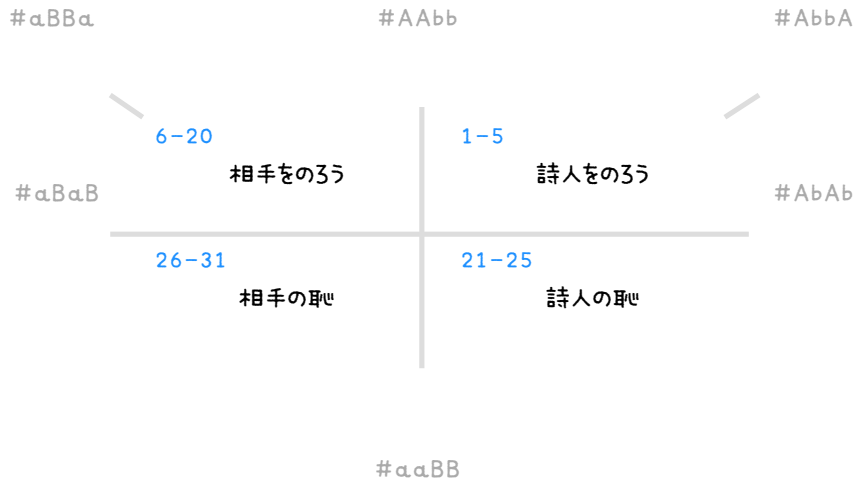 #aBBa
#AAbb
#AbbA
6-20
1-5
相手をのろう
詩人をのろう
#aBaB
#AbAb
26-31
21-25
相手の恥
詩人の恥
#aaBB